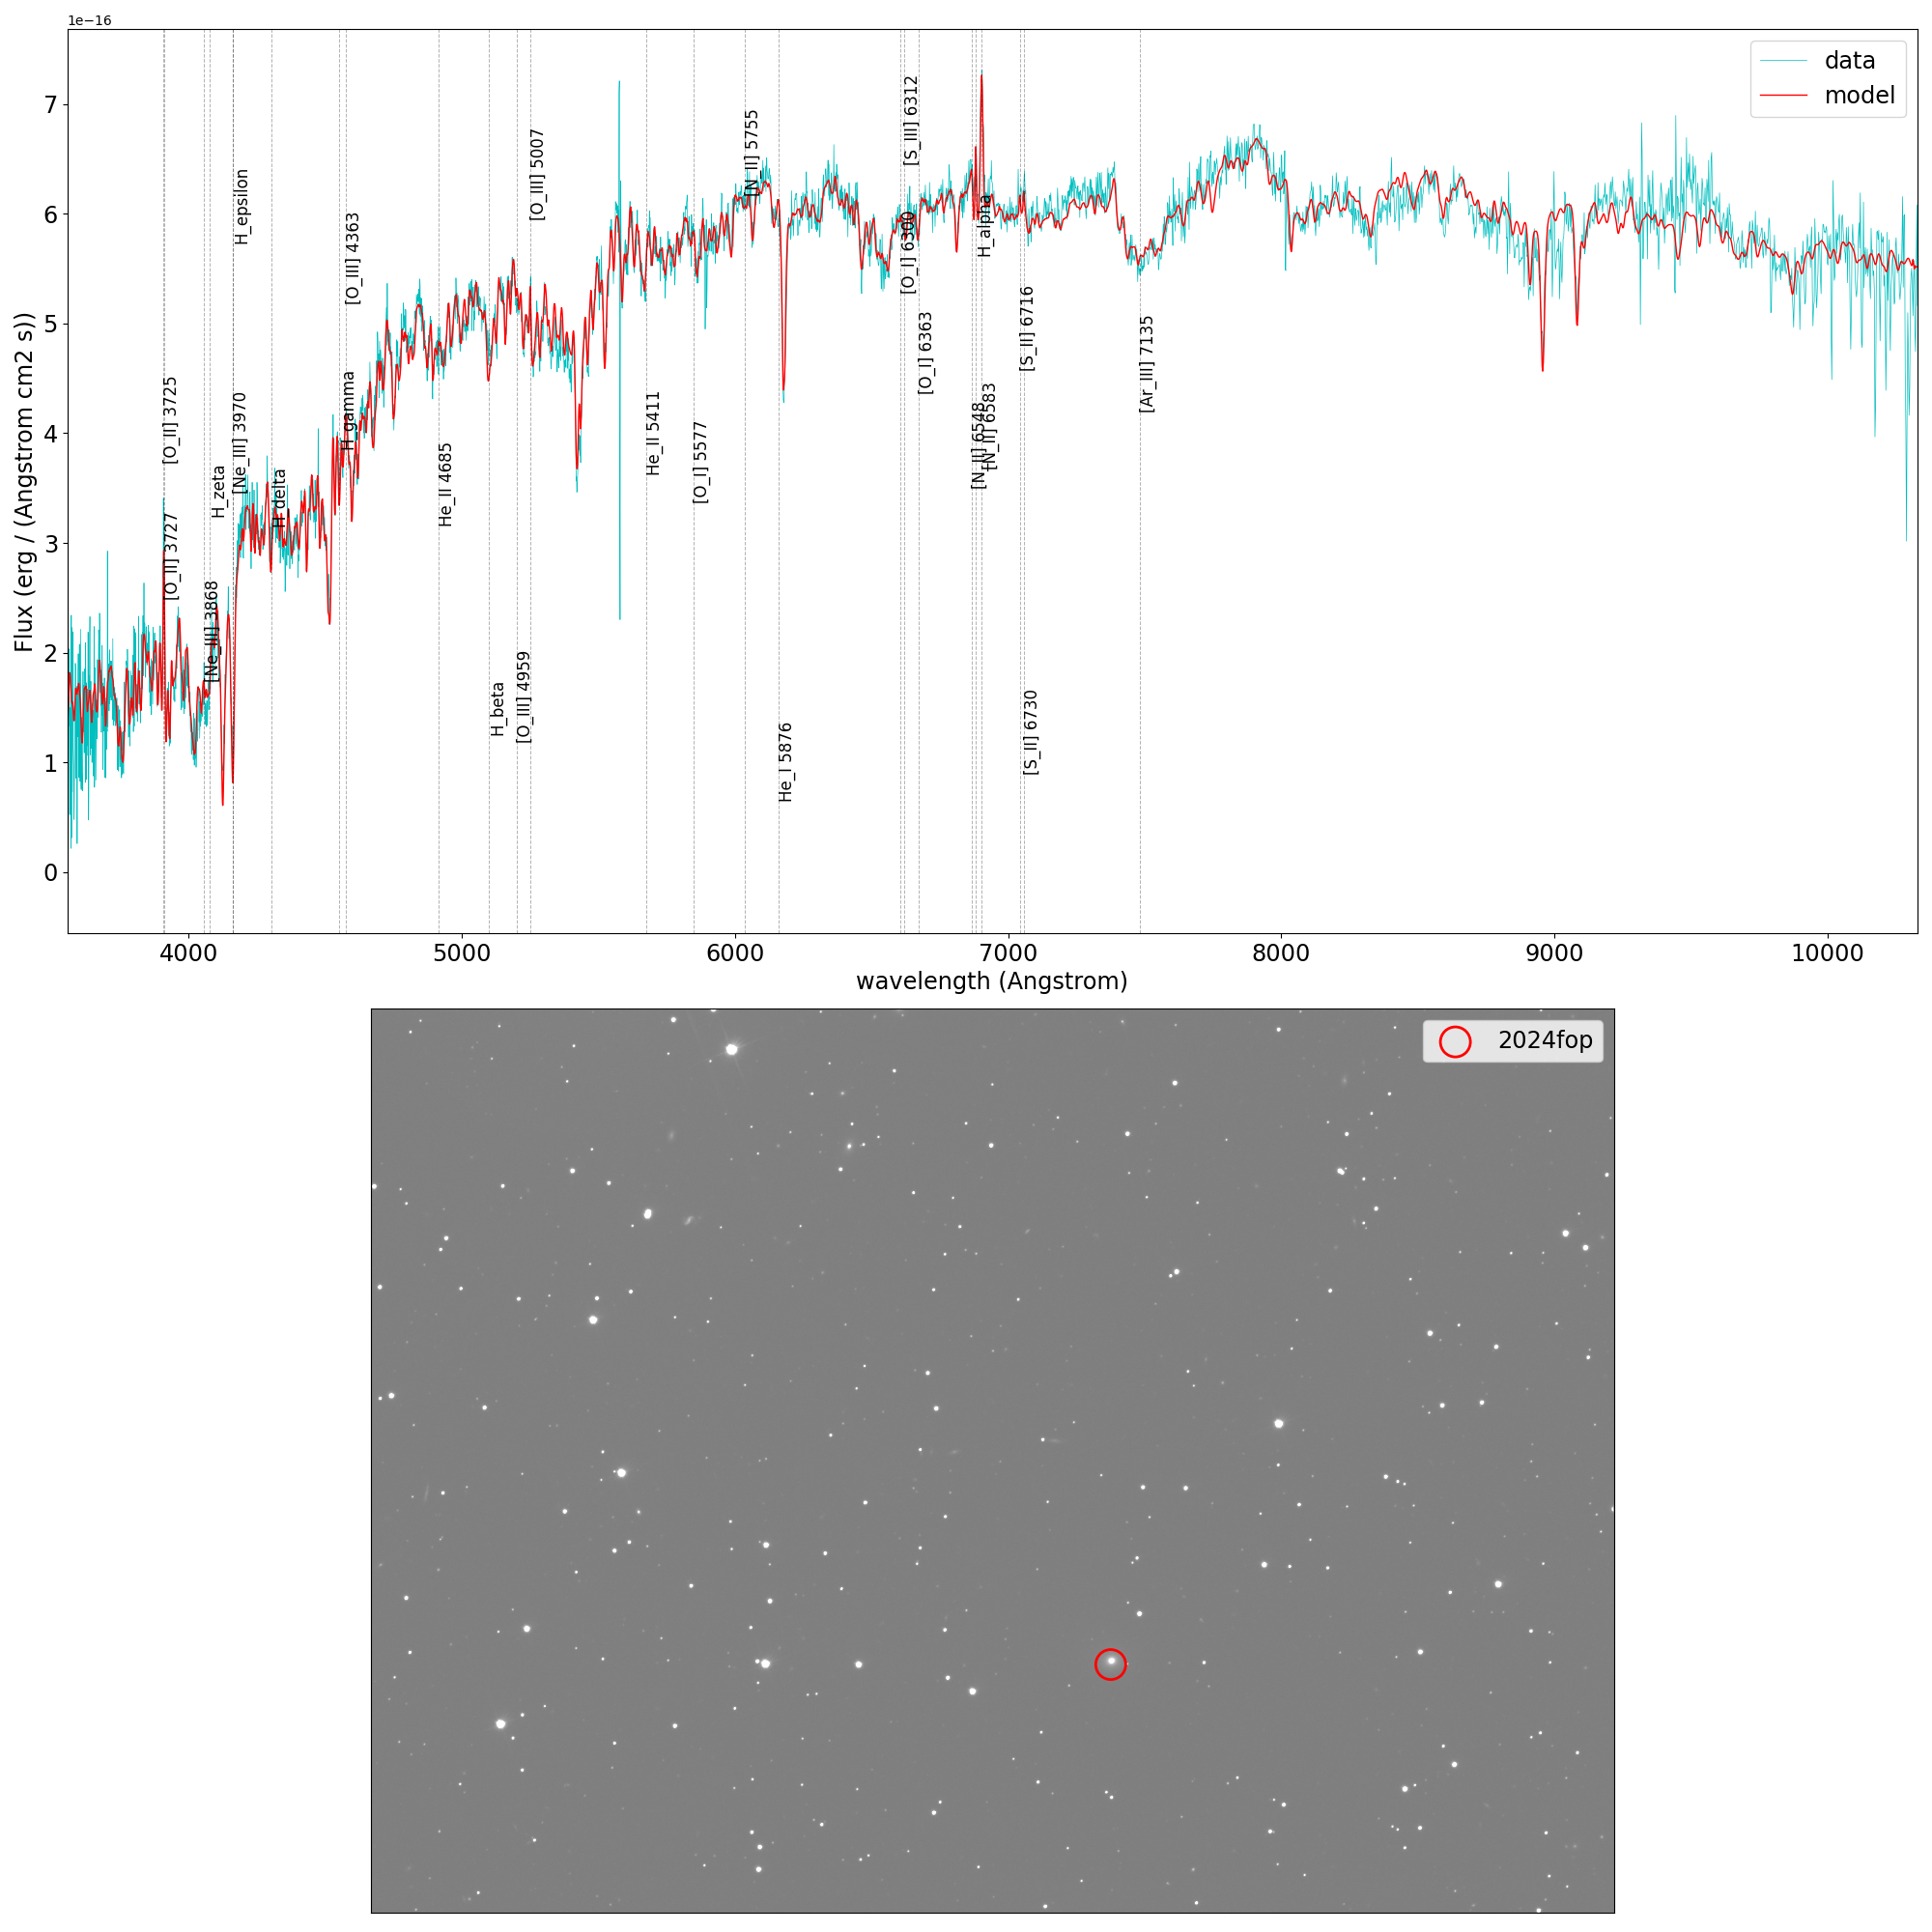 1e−16
data
model
7
6
5
4
3
2
1
0
Flux (erg / (Angstrom cm2 s))
[O_II] 3725
[O_II] 3727
[Ne_III] 3868
H_zeta
[Ne_III] 3970
H_epsilon
H_delta
H_gamma
[O_III] 4363
He_II 4685
H_beta
[O_III] 4959
[O_III] 5007
He_II 5411
[O_I] 5577
[N_II] 5755
He_I 5876
[O_I] 6300
[S_III] 6312
[O_I] 6363
[N_II] 6548
H_alpha
[N_II] 6583
[S_II] 6716
[S_II] 6730
[Ar_III] 7135
4000 5000 6000 7000 8000 9000 10000
wavelength (Angstrom)
2024fop